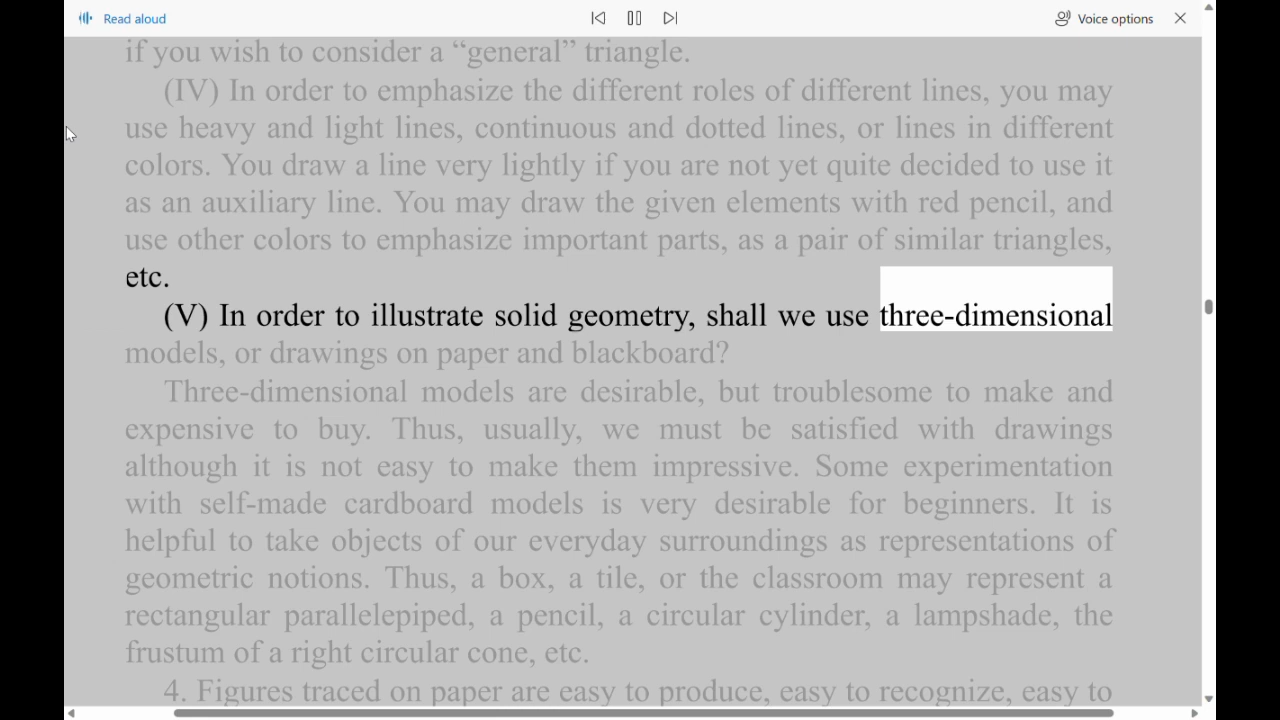 Read aloud
Voice options
if you wish to consider a “general” triangle.
(IV) In order to emphasize the different roles of different lines, you may
use heavy and light lines, continuous and dotted lines, or lines in different
colors. You draw a line very lightly if you are not yet quite decided to use it
as an auxiliary line. You may draw the given elements with red pencil, and
use other colors to emphasize important parts, as a pair of similar triangles,
etc.
(V) In order to illustrate solid geometry, shall we use three-dimensional
models, or drawings on paper and blackboard?
Three-dimensional models are desirable, but troublesome to make and
expensive to buy. Thus, usually, we must be satisfied with drawings
although it is not easy to make them impressive. Some experimentation
with self-made cardboard models is very desirable for beginners. It is
helpful to take objects of our everyday surroundings as representations of
geometric notions. Thus, a box, a tile, or the classroom may represent a
rectangular parallelepiped, a pencil, a circular cylinder, a lampshade, the
frustum of a right circular cone, etc.
4. Figures traced on paper are easy to produce, easy to recognize, easy to